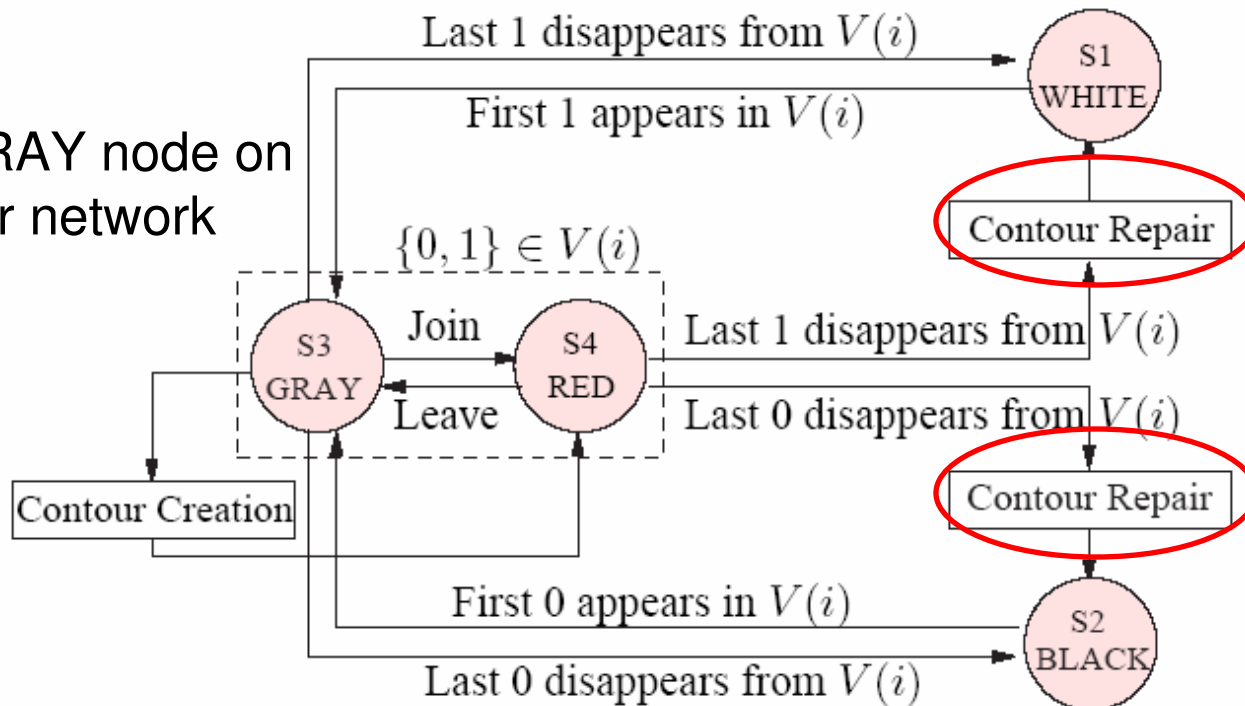 Last 1 disappears from V(i)
S1
WHITE
First 1 appears in V(i)
RAY node on
r network
Contour Repair
{0, 1} ∈ V(i)
S3
GRAY
Join
Leave
S4
RED
Last 1 disappears from V(i)
Last 0 disappears from V(i)
Contour Creation
Contour Repair
First 0 appears in V(i)
S2
BLACK
Last 0 disappears from V(i)